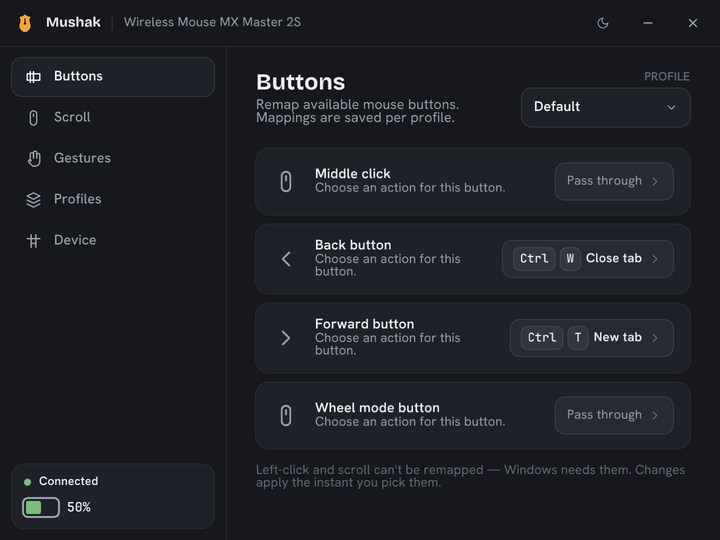 Mushak
Wireless Mouse MX Master 2S
Buttons
Scroll
Gestures
Profiles
Device
Connected
50%
Buttons
Remap available mouse buttons.
Mappings are saved per profile.
PROFILE
Default
Middle click
Choose an action for this button.
Pass through
Back button
Choose an action for this
button.
Ctrl W Close tab
Forward button
Choose an action for this
button.
Ctrl T New tab
Wheel mode button
Choose an action for this button.
Pass through
Left-click and scroll can't be remapped — Windows needs them. Changes
apply the instant you pick them.